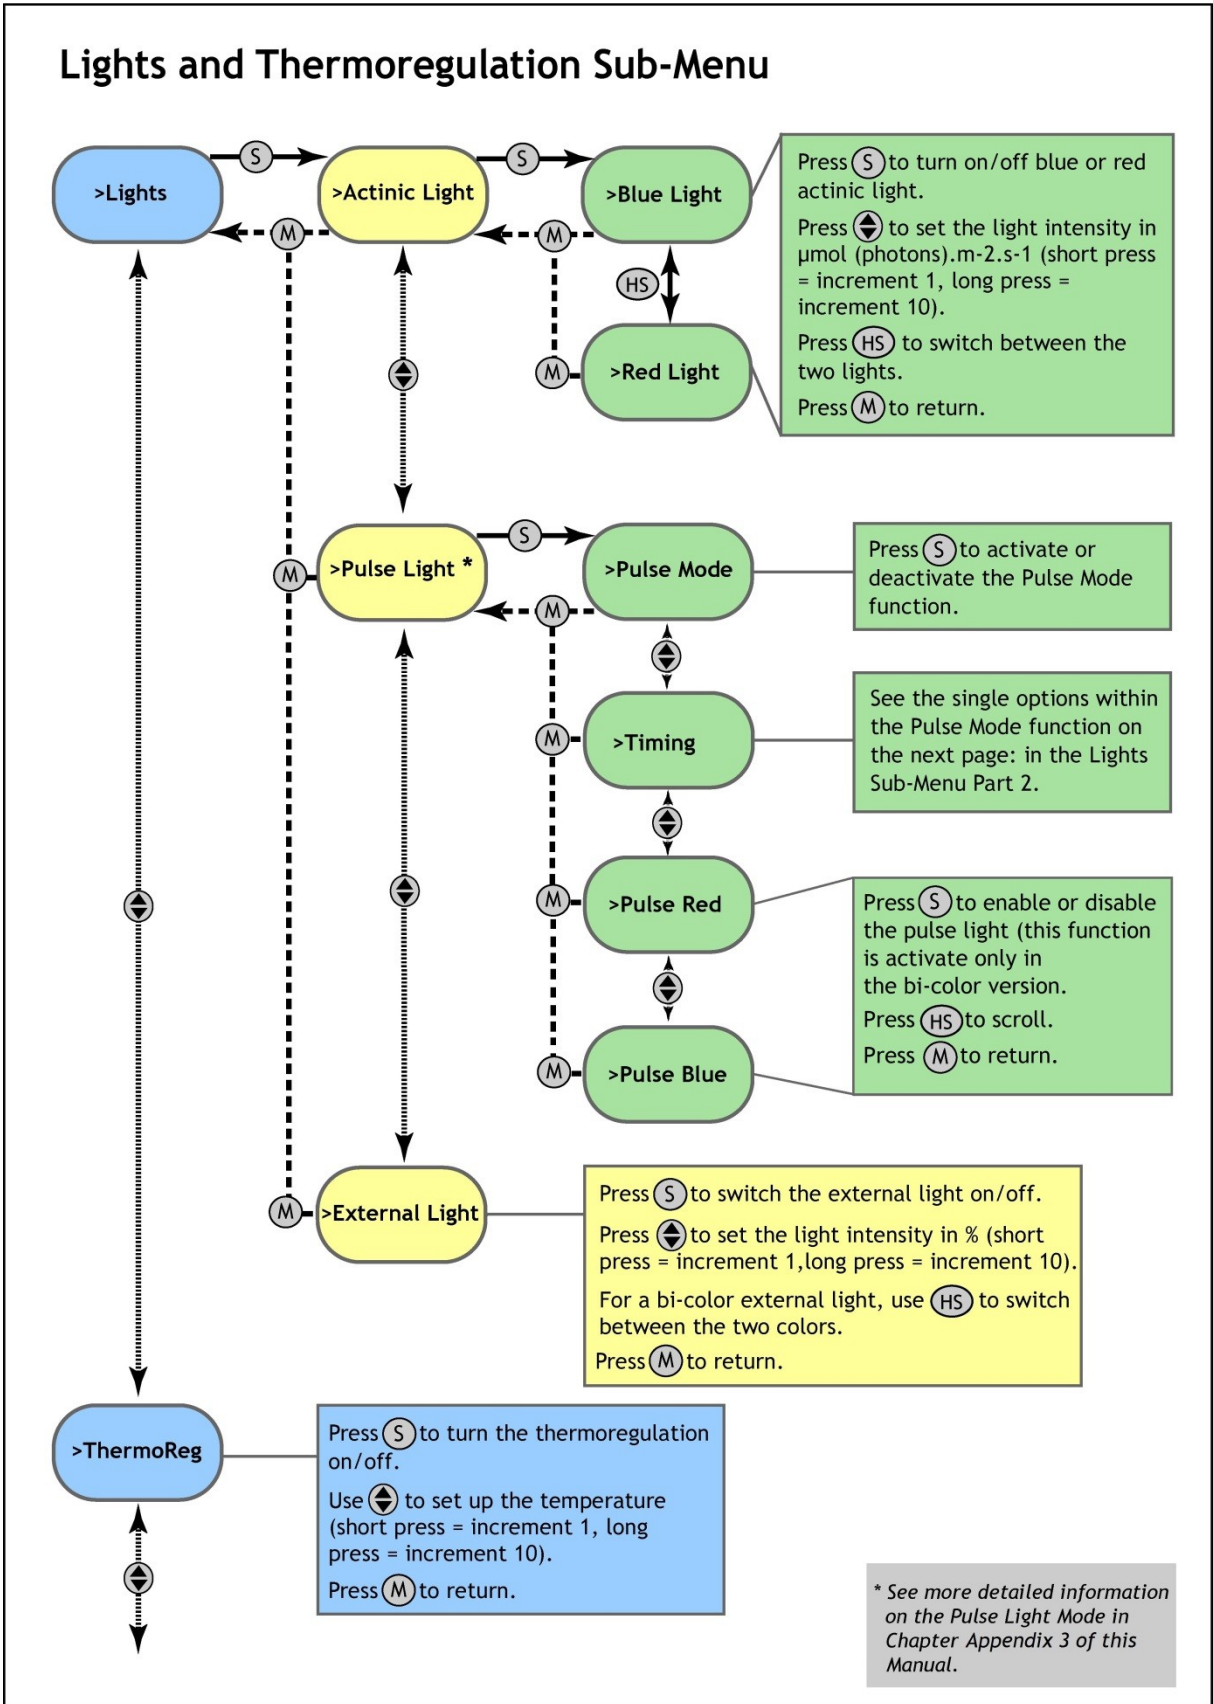 Lights and Thermoregulation Sub-Menu
>Lights
S
>Actinic Light
S
>Blue Light
M
M
HS
M
>Red Light
Press S to turn on/off blue or red
actinic light.
Press to set the light intensity in
µmol (photons).m-2.s-1 (short press
= increment 1, long press =
increment 10).
Press HS to switch between the
two lights.
Press M to return.
>Pulse Light *
S
>Pulse Mode
M
M
Press S to activate or
deactivate the Pulse Mode
function.
M
>Timing
See the single options within
the Pulse Mode function on
the next page: in the Lights
Sub-Menu Part 2.
M
>Pulse Red
M
>Pulse Blue
Press S to enable or disable
the pulse light (this function
is activate only in
the bi-color version.
Press HS to scroll.
Press M to return.
M
>External Light
Press S to switch the external light on/off.
Press to set the light intensity in % (short
press = increment 1,long press = increment 10).
For a bi-color external light, use HS to switch
between the two colors.
Press M to return.
>ThermoReg
Press S to turn the thermoregulation
on/off.
Use to set up the temperature
(short press = increment 1, long
press = increment 10).
Press M to return.
* See more detailed information
on the Pulse Light Mode in
Chapter Appendix 3 of this
Manual.